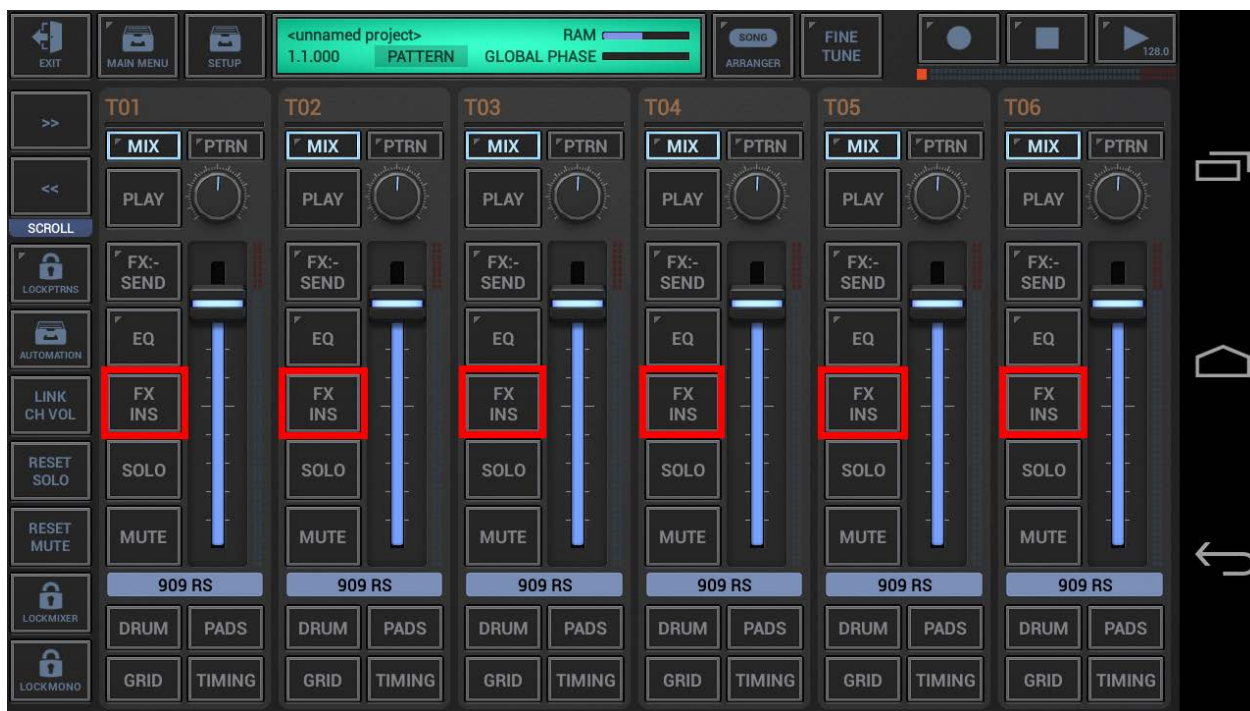 EXIT
MAIN MENU
SETUP
<unnamed project>
RAM
1.1.000
PATTERN
GLOBAL PHASE
SONG
ARRANGER
FINE
TUNE
128.0
>>
<<
SCROLL
LOCKPTRNS
AUTOMATION
LINK
CH VOL
RESET
SOLO
RESET
MUTE
LOCKMIXER
LOCKMONO
T01
MIX
PTRN
PLAY
FX:-
SEND
EQ
FX
INS
SOLO
MUTE
909 RS
DRUM
PADS
GRID
TIMING
T02
MIX
PTRN
PLAY
FX:-
SEND
EQ
FX
INS
SOLO
MUTE
909 RS
DRUM
PADS
GRID
TIMING
T03
MIX
PTRN
PLAY
FX:-
SEND
EQ
FX
INS
SOLO
MUTE
909 RS
DRUM
PADS
GRID
TIMING
T04
MIX
PTRN
PLAY
FX:-
SEND
EQ
FX
INS
SOLO
MUTE
909 RS
DRUM
PADS
GRID
TIMING
T05
MIX
PTRN
PLAY
FX:-
SEND
EQ
FX
INS
SOLO
MUTE
909 RS
DRUM
PADS
GRID
TIMING
T06
MIX
PTRN
PLAY
FX:-
SEND
EQ
FX
INS
SOLO
MUTE
909 RS
DRUM
PADS
GRID
TIMING